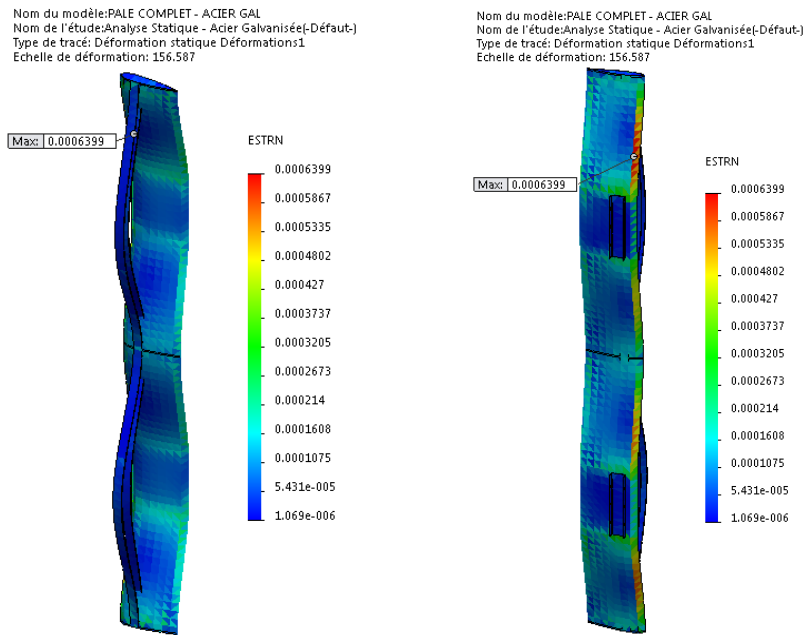 Nom du modèle:PALE COMPLET - ACIER GAL
Nom de l'étude:Analyse Statique - Acier Galvanisée(-Défaut-)
Type de tracé: Déformation statique Déformations1
Echelle de déformation: 156.587
Max: 0.0006399
ESTRN
0.0006399
0.0005867
0.0005335
0.0004802
0.000427
0.0003737
0.0003205
0.0002673
0.000214
0.0001608
0.0001075
5.431e-005
1.069e-006
Nom du modèle:PALE COMPLET - ACIER GAL
Nom de l'étude:Analyse Statique - Acier Galvanisée(-Défaut-)
Type de tracé: Déformation statique Déformations1
Echelle de déformation: 156.587
Max: 0.0006399
ESTRN
0.0006399
0.0005867
0.0005335
0.0004802
0.000427
0.0003737
0.0003205
0.0002673
0.000214
0.0001608
0.0001075
5.431e-005
1.069e-006